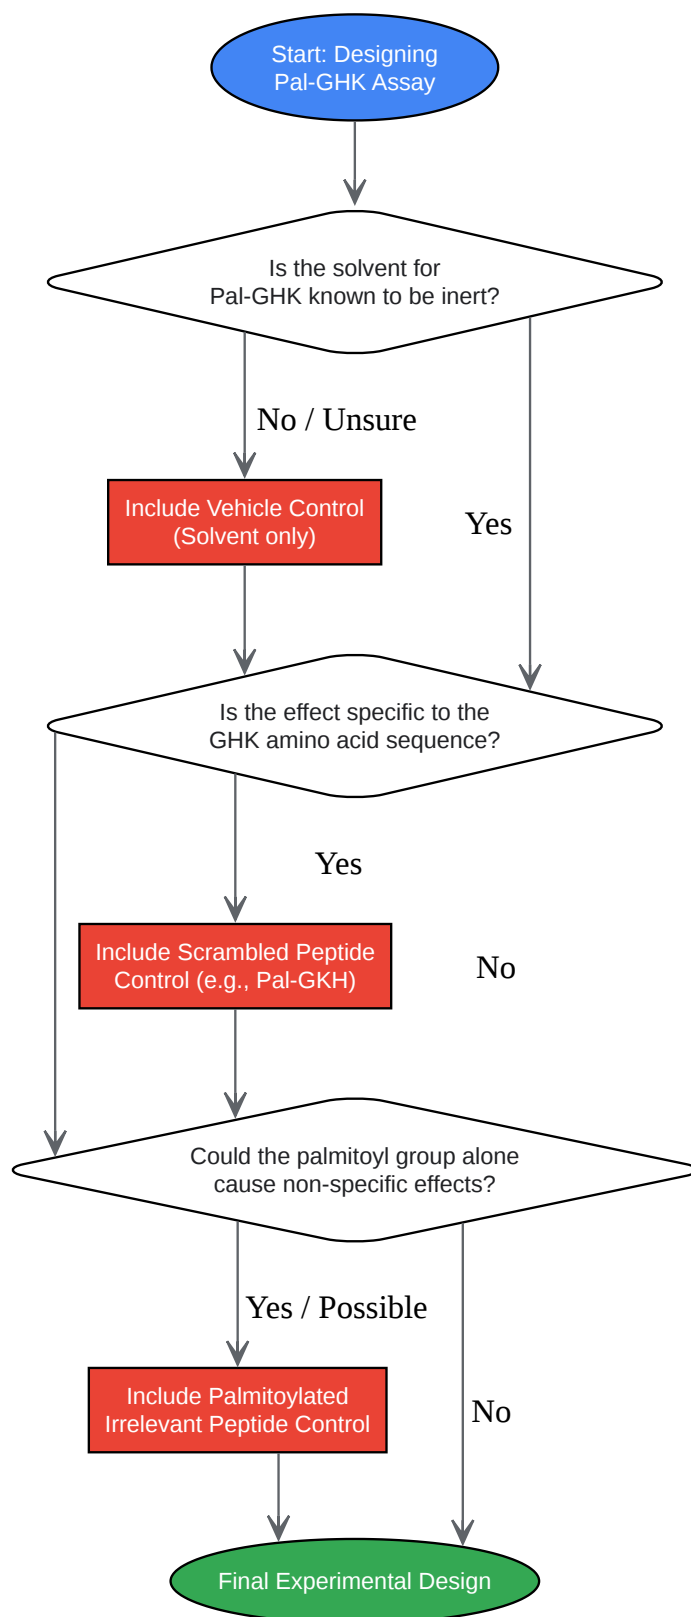 Start: Designing
Pal-GHK Assay
Is the solvent for
Pal-GHK known to be inert?
No / Unsure
Include Vehicle Control
(Solvent only)
Yes
Is the effect specific to the
GHK amino acid sequence?
Yes
Include Scrambled Peptide
Control (e.g., Pal-GKH)
No
Could the palmitoyl group alone
cause non-specific effects?
Yes / Possible
Include Palmitoylated
Irrelevant Peptide Control
No
Final Experimental Design